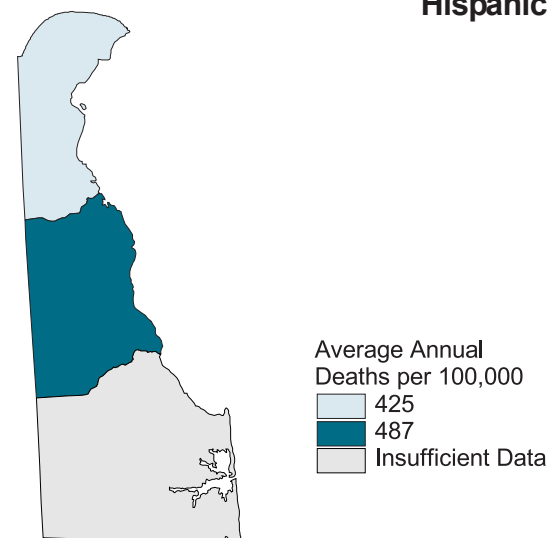 Hispanic
Average Annual
Deaths per 100,000
425
487
Insufficient Data